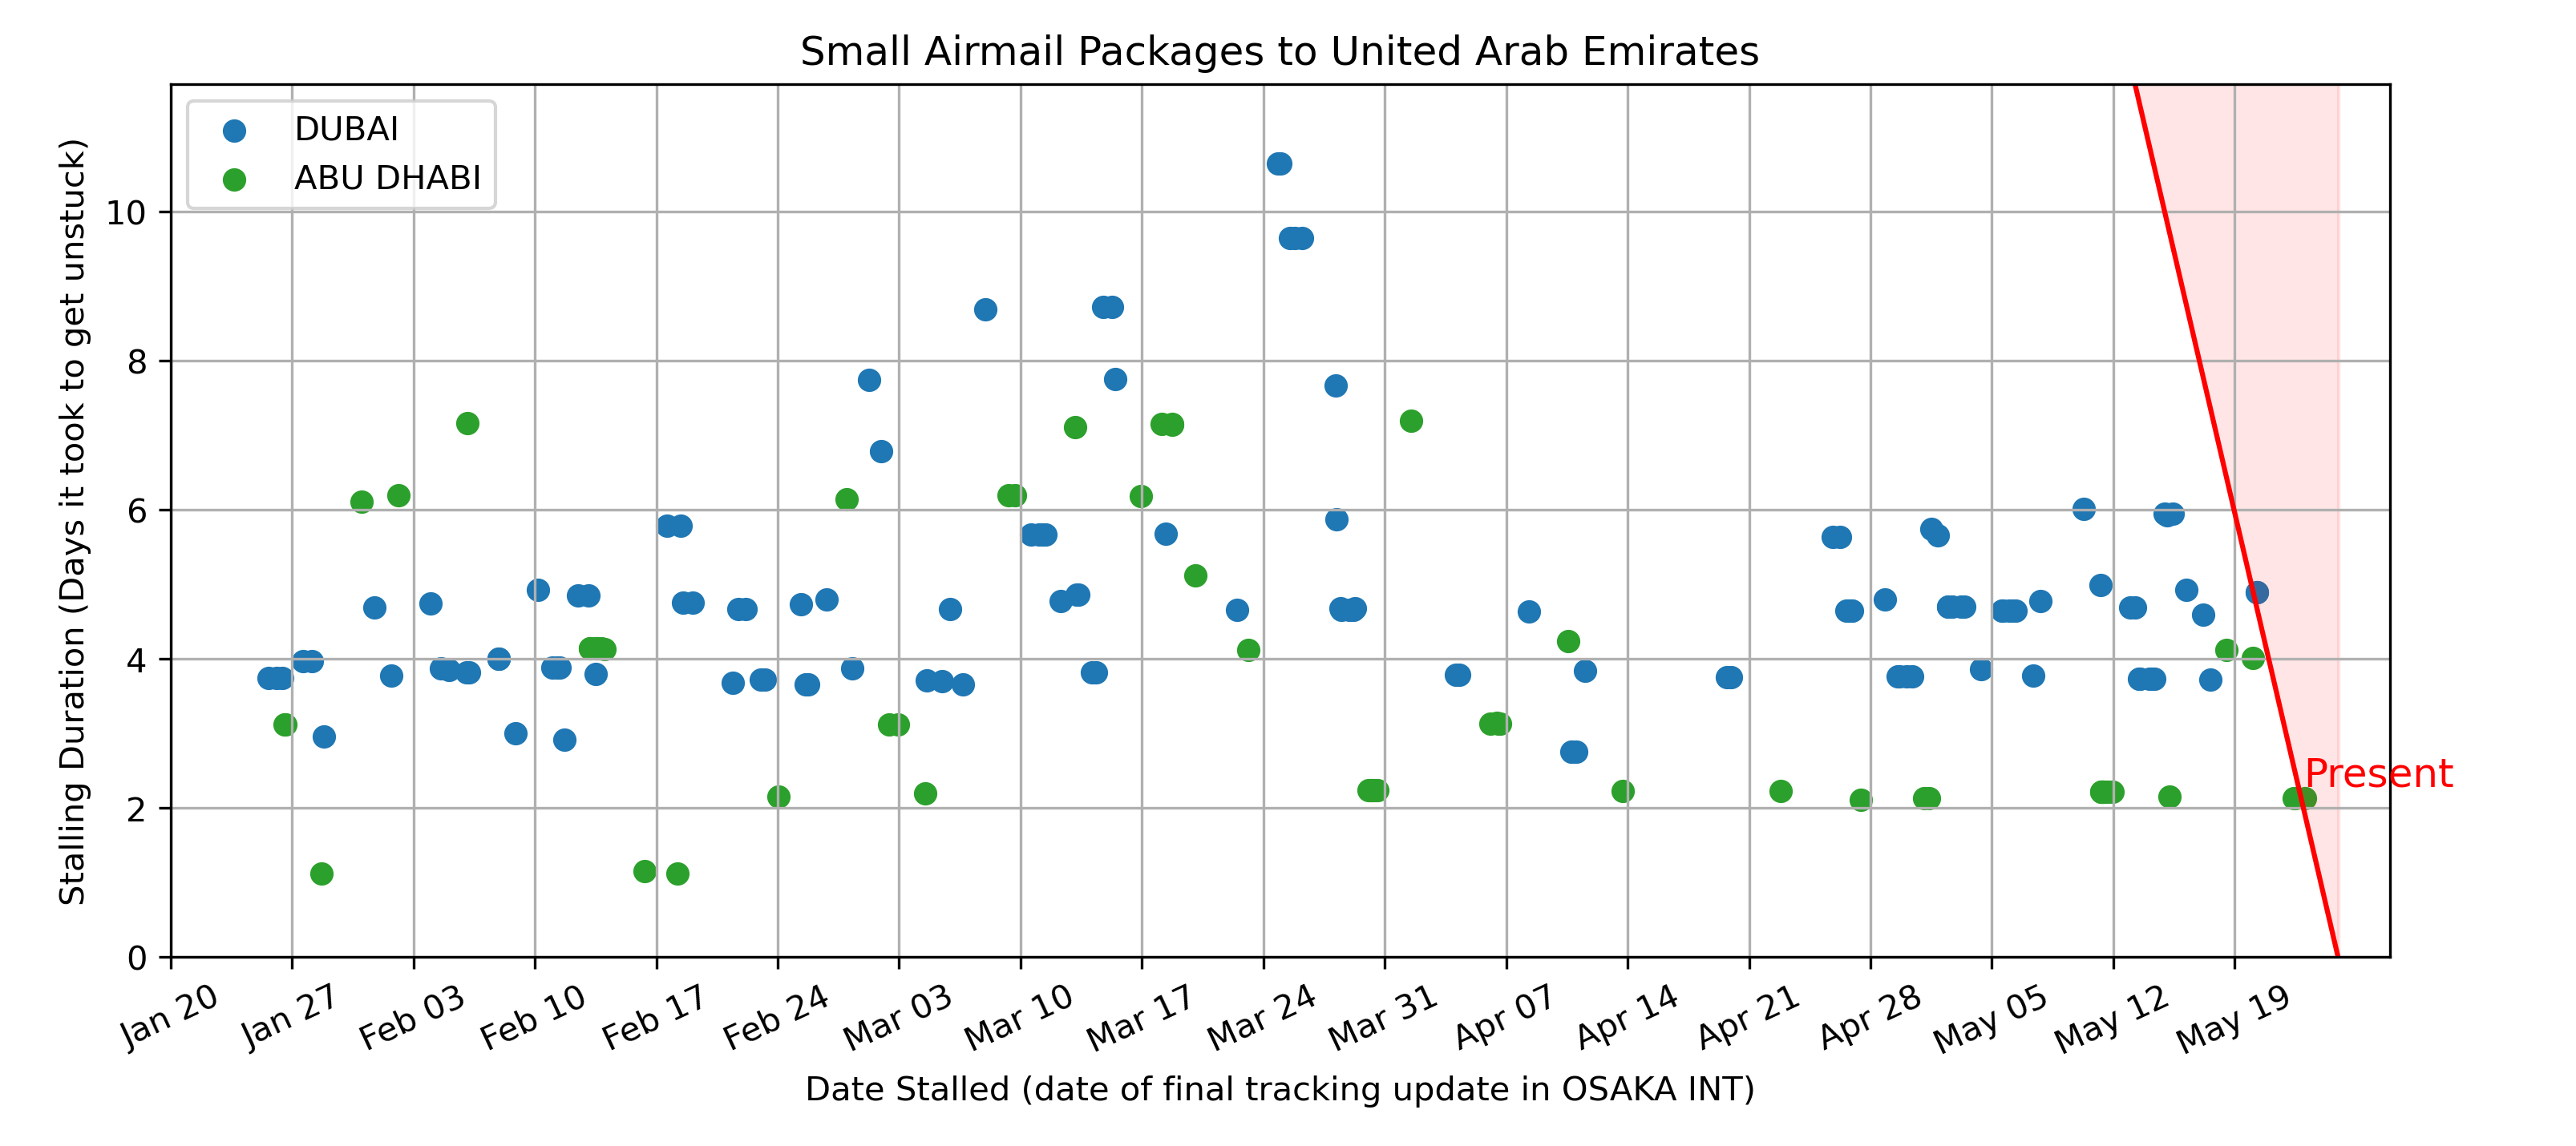 Small Airmail Packages to United Arab Emirates
DUBAI
ABU DHABI
Stalling Duration (Days it took to get unstuck)
10
8
6
4
2
0
Present
Jan 20
Jan 27
Feb 03
Feb 10
Feb 17
Feb 24
Mar 03
Mar 10
Mar 17
Mar 24
Mar 31
Apr 07
Apr 14
Apr 21
Apr 28
May 05
May 12
May 19
Date Stalled (date of final tracking update in OSAKA INT)